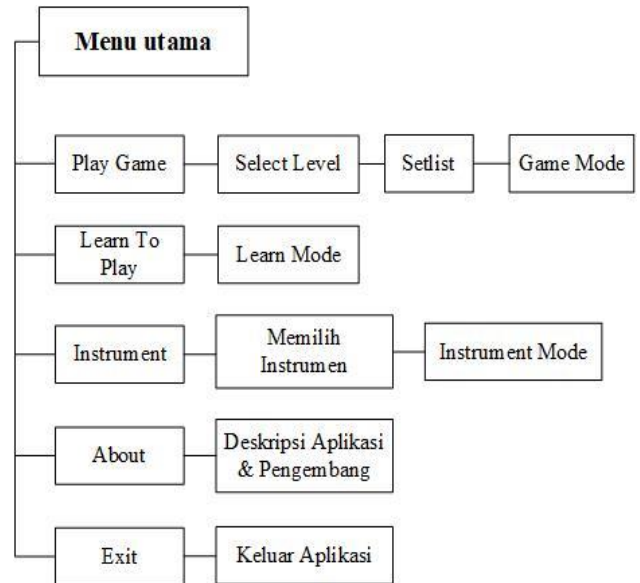 Menu utama
Play Game
Select Level
Setlist
Game Mode
Learn To
Play
Learn Mode
Instrument
Memilih
Instrumen
Instrument Mode
About
Deskripsi Aplikasi
& Pengembang
Exit
Keluar Aplikasi